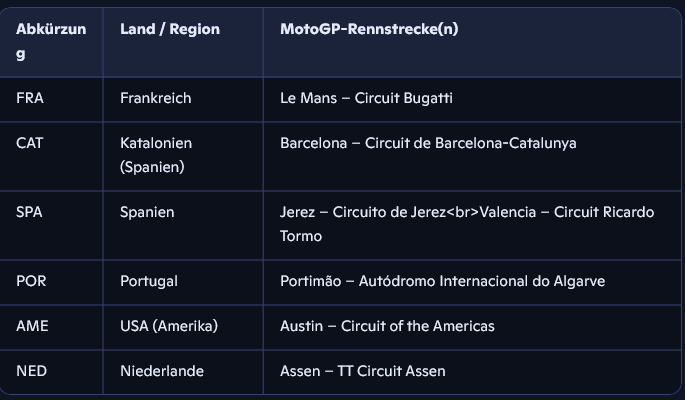 Abkürzun
g
Land / Region
MotoGP-Rennstrecke(n)
FRA
Frankreich
Le Mans – Circuit Bugatti
CAT
Katalonien
(Spanien)
Barcelona – Circuit de Barcelona-Catalunya
SPA
Spanien
Jerez – Circuito de Jerez<br>Valencia – Circuit Ricardo
Tormo
POR
Portugal
Portimão – Autódromo Internacional do Algarve
AME
USA (Amerika)
Austin – Circuit of the Americas
NED
Niederlande
Assen – TT Circuit Assen